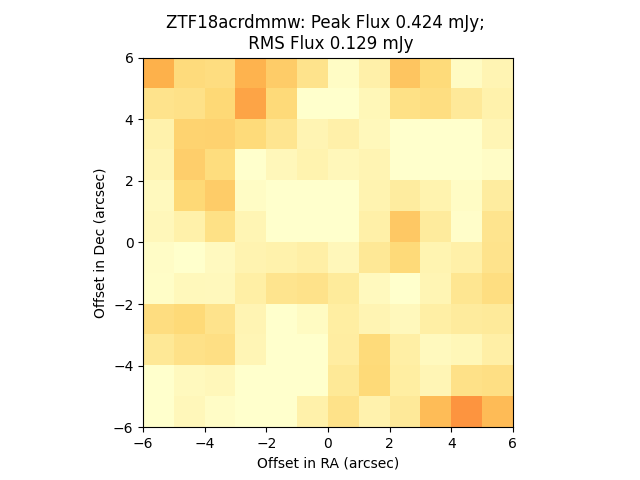 ZTF18acrdmmw: Peak Flux 0.424 mJy;
RMS Flux 0.129 mJy
6
4
2
0
−2
−4
−6
Offset in Dec (arcsec)
−6 −4 −2 0 2 4 6
Offset in RA (arcsec)